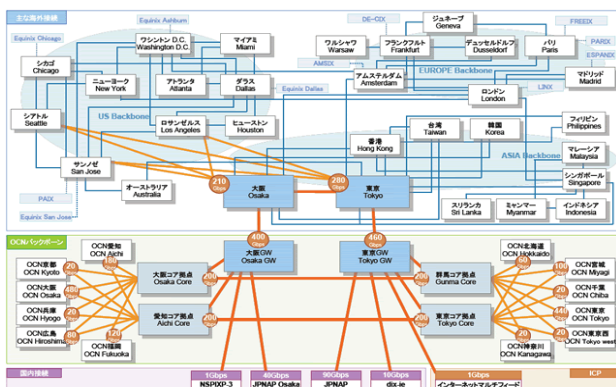 主な海外接続
Equinix Ashburn
DE-CIX
ジュネーブ
Geneva
FREEIX
Equinix Chicago
ワシントン D.C.
Washington D.C.
マイアミ
Miami
ワルシャワ
Warsaw
フランクフルト
Frankfurt
デュッセルドルフ
Dusseldorf
パリ
Paris
PARIX
ESPANIX
シカゴ
Chicago
AMSIX
ニューヨーク
New York
アトランタ
Atlanta
ダラス
Dallas
アムステルダム
Amsterdam
EUROPE Backbone
マドリッド
Madrid
Equinix Dallas
ロンドン
London
LINX
シアトル
Seattle
US Backbone
ロサンゼルス
Los Angeles
ヒューストン
Houston
台湾
Taiwan
韓国
Korea
フィリピン
Philippines
香港
Hong Kong
マレーシア
Malaysia
ASIA Backbone
サンノゼ
San Jose
オーストラリア
Australia
210
Gbps
大阪
Osaka
280
Gbps
東京
Tokyo
シンガポール
Singapore
PAIX
Equinix San Jose
スリランカ
Sri Lanka
ミャンマー
Myanmar
インドネシア
Indonesia
400
Gbps
460
Gbps
OCNバックボーン
OCN愛知
OCN Aichi
大阪GW
Osaka GW
東京GW
Tokyo GW
OCN北海道
OCN Hokkaido
OCN京都
OCN Kyoto
大阪コア拠点
Osaka Core
群馬コア拠点
Gunma Core
OCN宮城
OCN Miyagi
OCN大阪
OCN Osaka
OCN千葉
OCN Chiba
OCN兵庫
OCN Hyogo
愛知コア拠点
Aichi Core
東京コア拠点
Tokyo Core
OCN東京
OCN Tokyo
OCN広島
OCN Hiroshima
OCN福岡
OCN Fukuoka
OCN神奈川
OCN Kanagawa
OCN東京西
OCN Tokyo west
国内接続
1Gbps
NSPIXP-3
40Gbps
JPNAP Osaka
90Gbps
JPNAP
10Gbps
dix-ie
1Gbps
インターネットマルチフィード
ICP